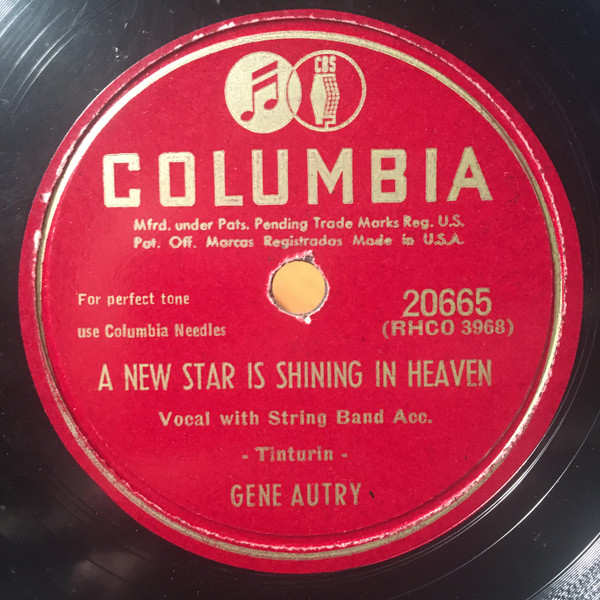 CBS
COLUMBIA
Mfrd. under Pats. Pending Trade Marks Reg. U.S.
Pat. Off. Marcas Registradas Made in U.S.A.
For perfect tone
use Columbia Needles
20665
(RHCO 3968)
A NEW STAR IS SHINING IN HEAVEN
Vocal with String Band Acc.
- Tinturin -
GENE AUTRY